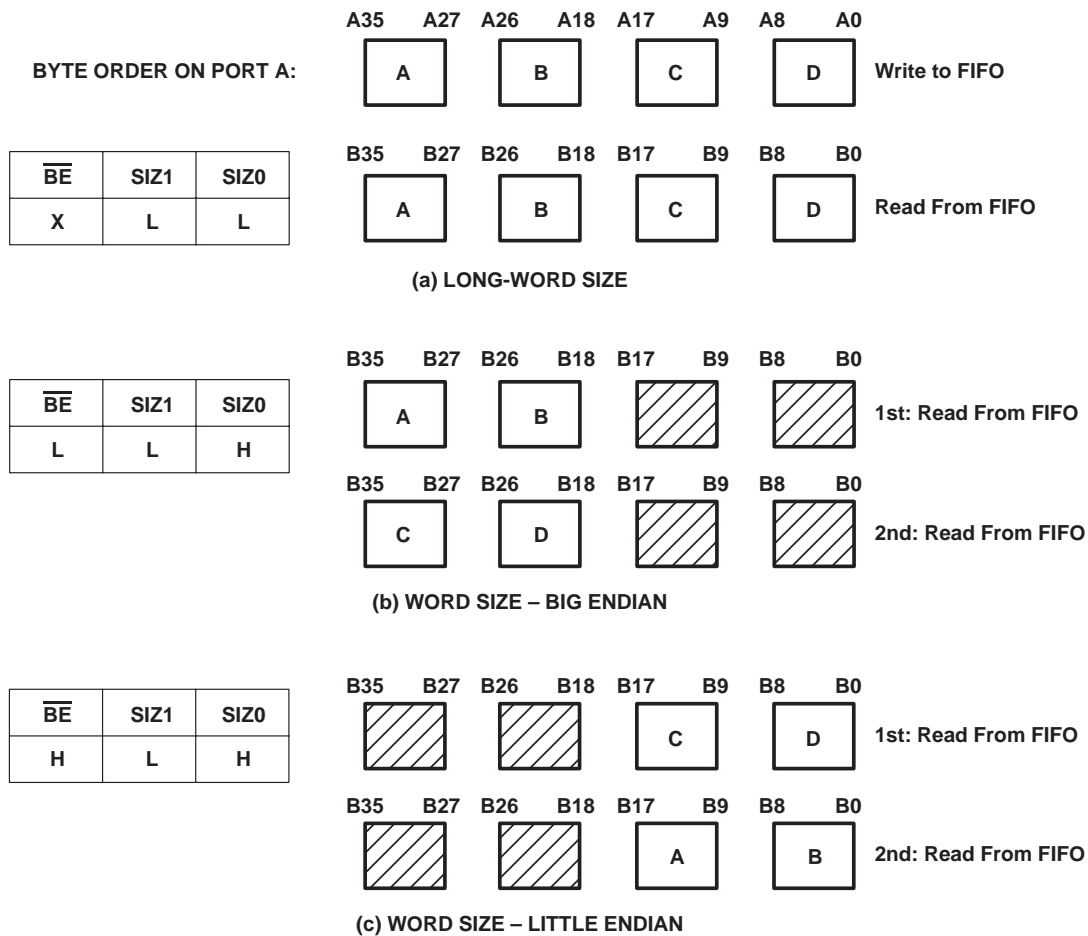 A35 A27 A26 A18 A17 A9 A8 A0
BYTE ORDER ON PORT A: A B C D Write to FIFO
B35 B27 B26 B18 B17 B9 B8 B0
BE SIZ1 SIZ0
X L L
A B C D Read From FIFO
(a) LONG-WORD SIZE
B35 B27 B26 B18 B17 B9 B8 B0
BE SIZ1 SIZ0
L L H
A B 1st: Read From FIFO
B35 B27 B26 B18 B17 B9 B8 B0
C D 2nd: Read From FIFO
(b) WORD SIZE – BIG ENDIAN
B35 B27 B26 B18 B17 B9 B8 B0
BE SIZ1 SIZ0
H L H
C D 1st: Read From FIFO
B35 B27 B26 B18 B17 B9 B8 B0
A B 2nd: Read From FIFO
(c) WORD SIZE – LITTLE ENDIAN